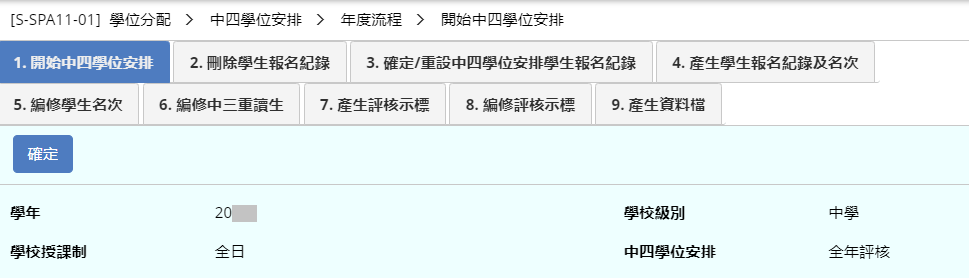 [S-SPA11-01] 學位分配 > 中四學位安排 > 年度流程 > 開始中四學位安排
1. 開始中四學位安排 2. 刪除學生報名紀錄 3. 確定/重設中四學位安排學生報名紀錄 4. 產生學生報名紀錄及名次
5. 編修學生名次 6. 編修中三重讀生 7. 產生評核示標 8. 編修評核示標 9. 產生資料檔
確定
學年 20 學校級別 中學
學校授課制 全日 中四學位安排 全年評核